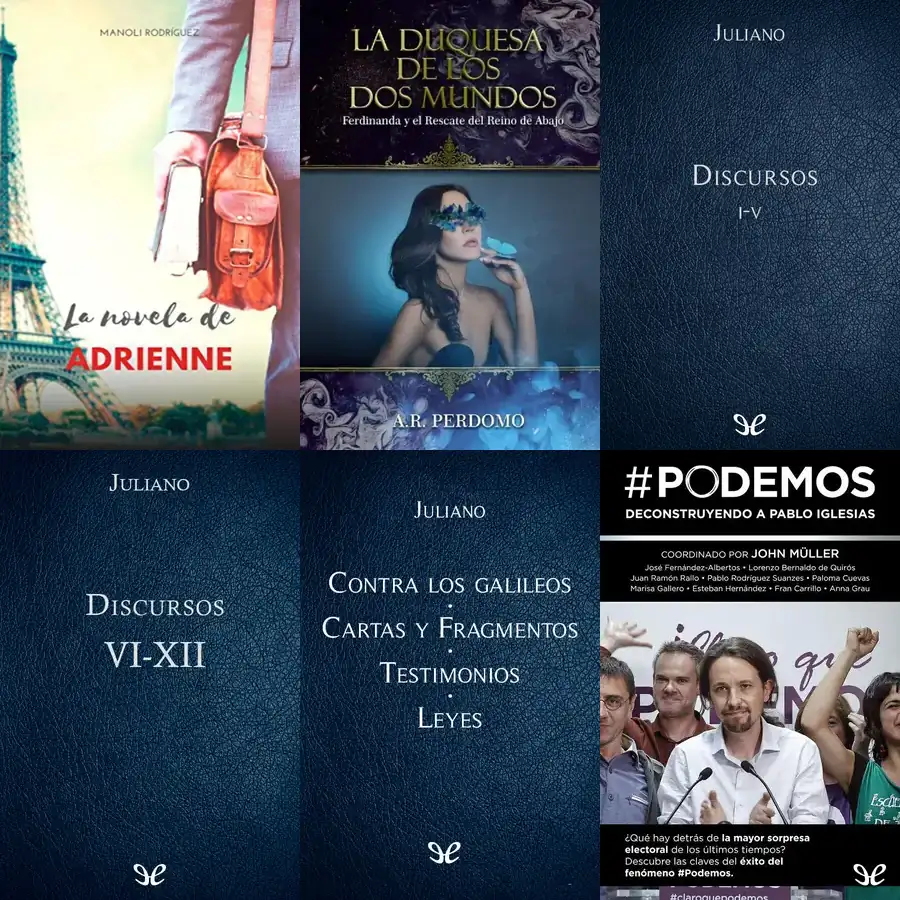 MANOLI RODRÍGUEZ
La novela de
ADRIENNE
LA DUQUESA
DE LOS
DOS MUNDOS
Ferdinanda y el Rescate del Reino de Abajo
A.R. PERDOMO
JULIANO
DISCURSOS
I-V
JULIANO
DISCURSOS
VI-XII
JULIANO
CONTRA LOS GALILEOS
•
CARTAS Y FRAGMENTOS
•
TESTIMONIOS
•
LEYES
#PODEMOS
DECONSTRUYENDO A PABLO IGLESIAS
COORDINADO POR JOHN MÜLLER
José Fernández-Albertos • Lorenzo Bernaldo de Quirós
Juan Ramón Rallo • Pablo Rodríguez Suanzes • Paloma Cuevas
Marisa Gallero • Esteban Hernández • Fran Carrillo • Anna Grau
que
¿Qué hay detrás de la mayor sorpresa
electoral de los últimos tiempos?
Descubre las claves del éxito del
fenómeno #Podemos.
#claroquepodemos